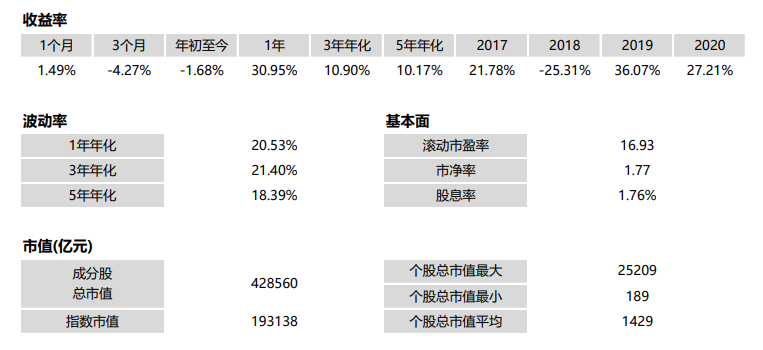 收益率
1个月 3个月 年初至今 1年 3年年化 5年年化 2017 2018 2019 2020
1.49% -4.27% -1.68% 30.95% 10.90% 10.17% 21.78% -25.31% 36.07% 27.21%
波动率 基本面
1年年化 20.53% 滚动市盈率 16.93
3年年化 21.40% 市净率 1.77
5年年化 18.39% 股息率 1.76%
市值(亿元)
成分股
总市值 428560 个股总市值最大 25209
个股总市值最小 189
指数市值 193138 个股总市值平均 1429